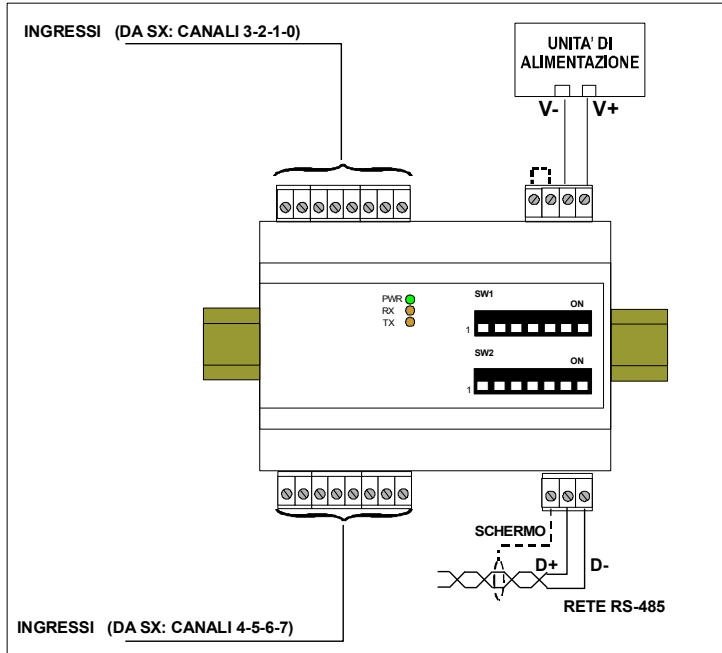 INGRESSI (DA SX: CANALI 3-2-1-0)
UNITA' DI
ALIMENTAZIONE
V- V+
PWR
RX
TX
SW1
ON
1
SW2
ON
1
SCHERMO
D+ D-
RETE RS-485
INGRESSI (DA SX: CANALI 4-5-6-7)